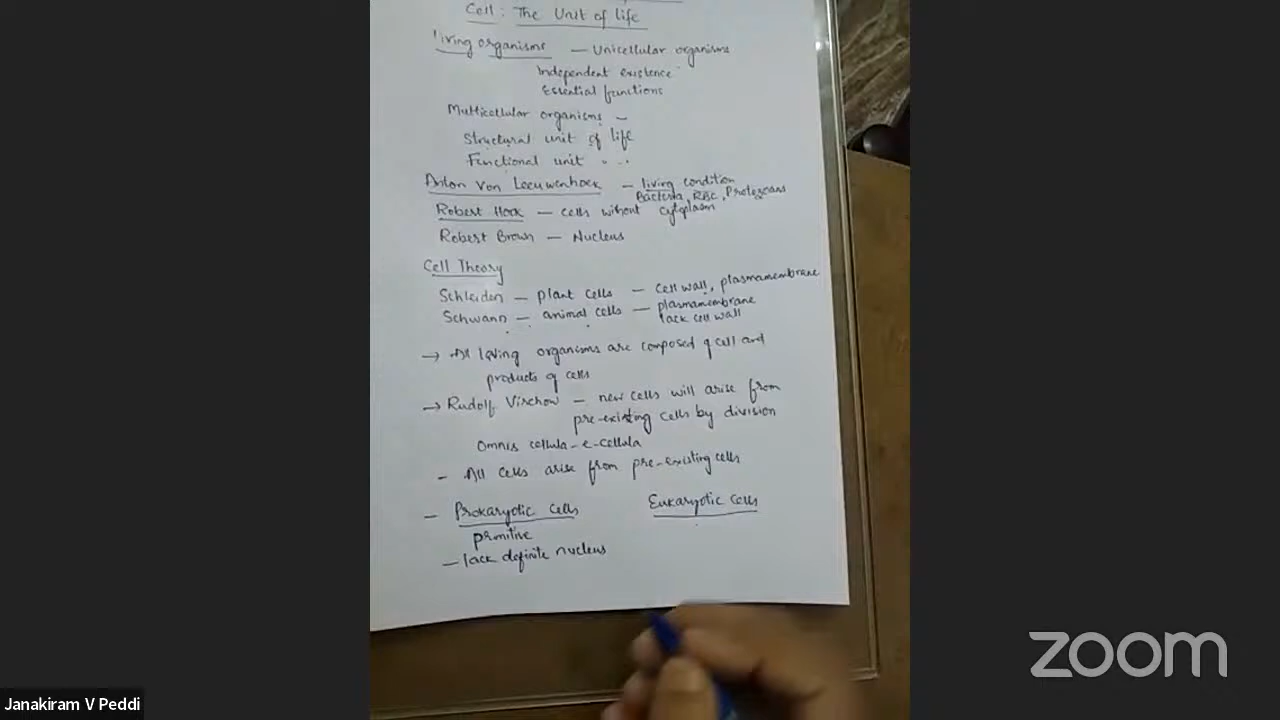 Cell: The Unit of life
living organisms — Unicellular organisms
Independent existence
Essential functions
Multicellular organisms —
Structural unit of life
Functional unit " "
Anton Von Leeuwenhoek — living condition
Bacteria, RBC, Protozoans
Robert Hook — cells without cytoplasm
Robert Brown — Nucleus
Cell Theory
Schleiden — plant cells — cell wall, plasmamembrane
Schwann — animal cells — plasmamembrane
lack cell wall
→ All living organisms are composed of cell and
products of cells
→ Rudolf Virchow — new cells will arise from
pre-existing cells by division
Omnis cellula-e-cellula
- All cells arise from pre-existing cells
— Prokaryotic cells Eukaryotic cells
primitive
— lack definite nucleus
zoom
Janakiram V Peddi